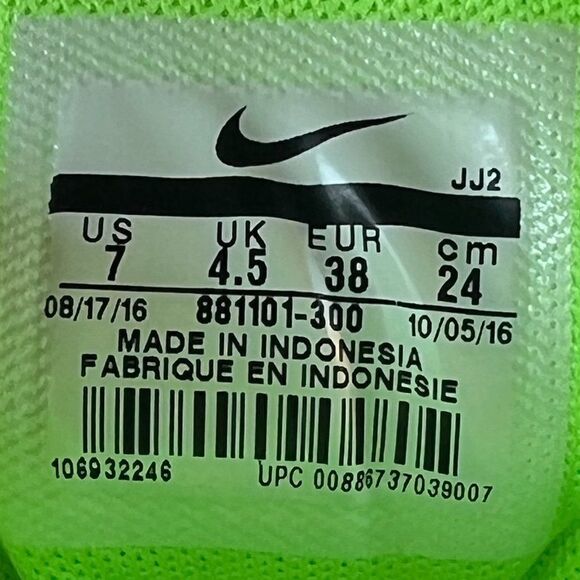 JJ2
US UK EUR cm
7 4.5 38 24
08/17/16 881101-300 10/05/16
MADE IN INDONESIA
FABRIQUE EN INDONESIE
106932246 UPC 00886737039007